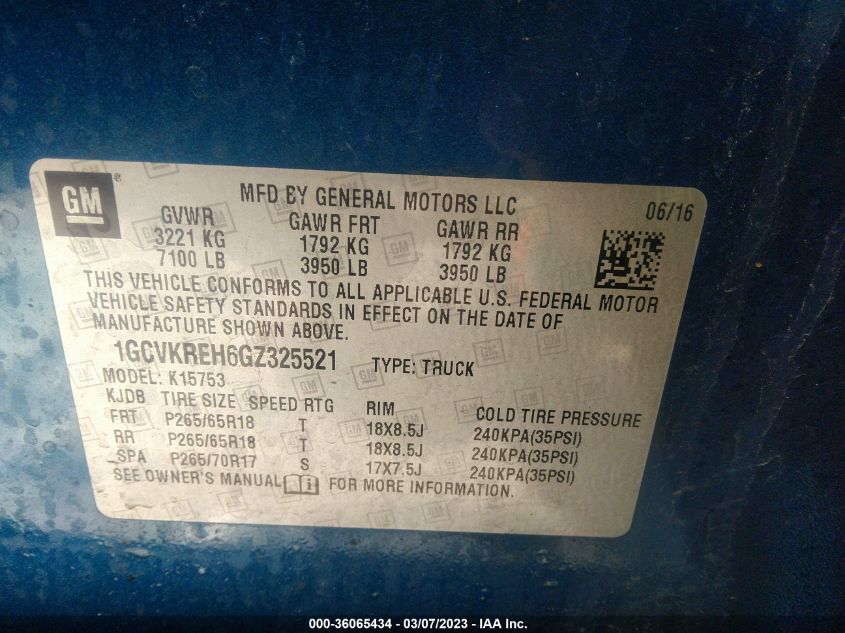 GM ®
MFD BY GENERAL MOTORS LLC 06/16
GVWR GAWR FRT GAWR RR
3221 KG 1792 KG 1792 KG
7100 LB 3950 LB 3950 LB
THIS VEHICLE CONFORMS TO ALL APPLICABLE U.S. FEDERAL MOTOR
VEHICLE SAFETY STANDARDS IN EFFECT ON THE DATE OF
MANUFACTURE SHOWN ABOVE.
1GCVKREH6GZ325521 TYPE: TRUCK
MODEL: K15753
KJDB TIRE SIZE SPEED RTG RIM COLD TIRE PRESSURE
FRT P265/65R18 T 18X8.5J 240KPA(35PSI)
RR P265/65R18 T 18X8.5J 240KPA(35PSI)
SPA P265/70R17 S 17X7.5J 240KPA(35PSI)
SEE OWNER'S MANUAL FOR MORE INFORMATION.
000-36065434 - 03/07/2023 - © IAA Inc.